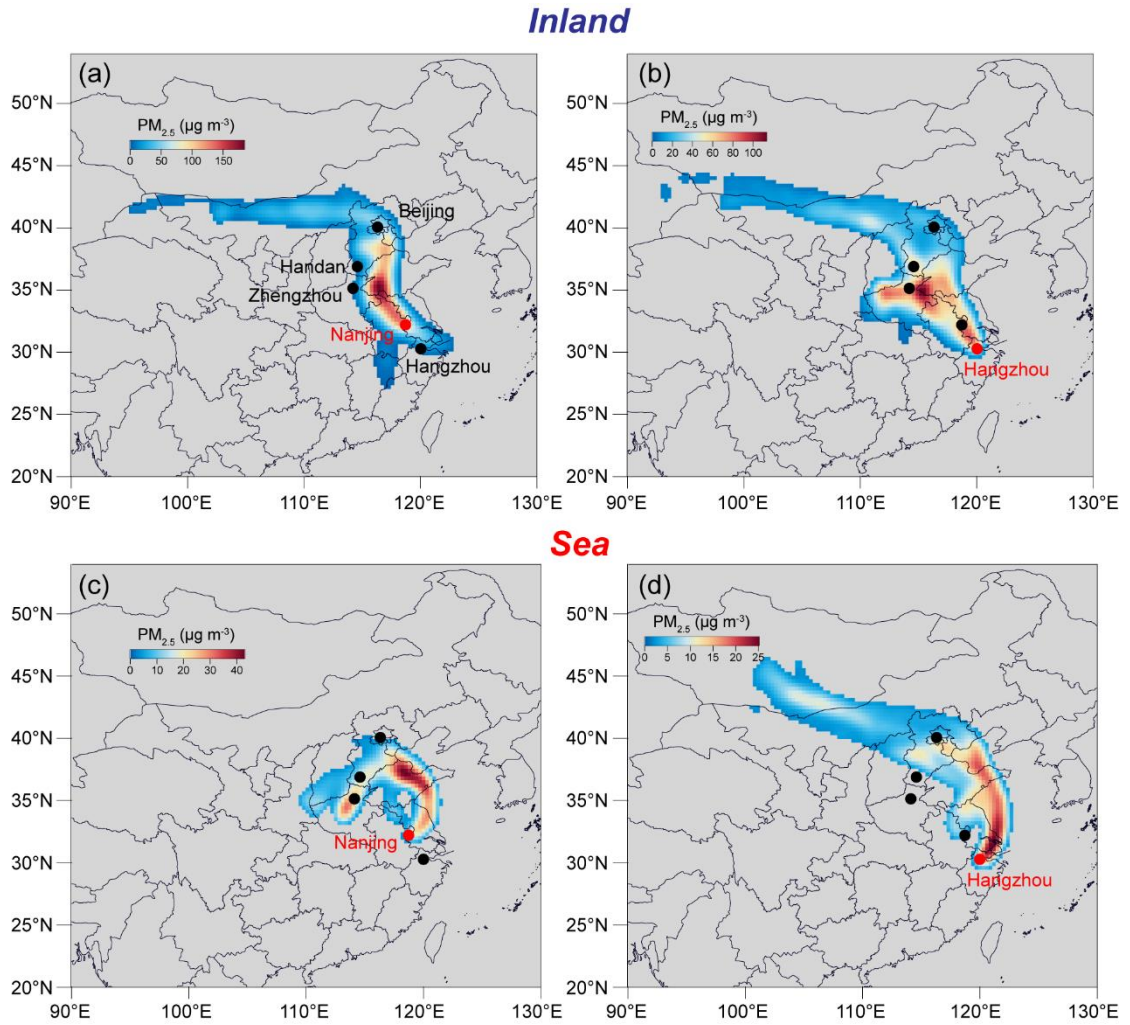 Inland
(a)
PM2.5 (µg m-3)
0 50 100 150
50°N
45°N
40°N
35°N
30°N
25°N
20°N
90°E 100°E 110°E 120°E 130°E
Beijing
Handan
Zhengzhou
Nanjing
Hangzhou
(b)
PM2.5 (µg m-3)
0 20 40 60 80 100
50°N
45°N
40°N
35°N
30°N
25°N
20°N
90°E 100°E 110°E 120°E 130°E
Hangzhou
Sea
(c)
PM2.5 (µg m-3)
0 10 20 30 40
50°N
45°N
40°N
35°N
30°N
25°N
20°N
90°E 100°E 110°E 120°E 130°E
Nanjing
(d)
PM2.5 (µg m-3)
0 5 10 15 20 25
50°N
45°N
40°N
35°N
30°N
25°N
20°N
90°E 100°E 110°E 120°E 130°E
Hangzhou